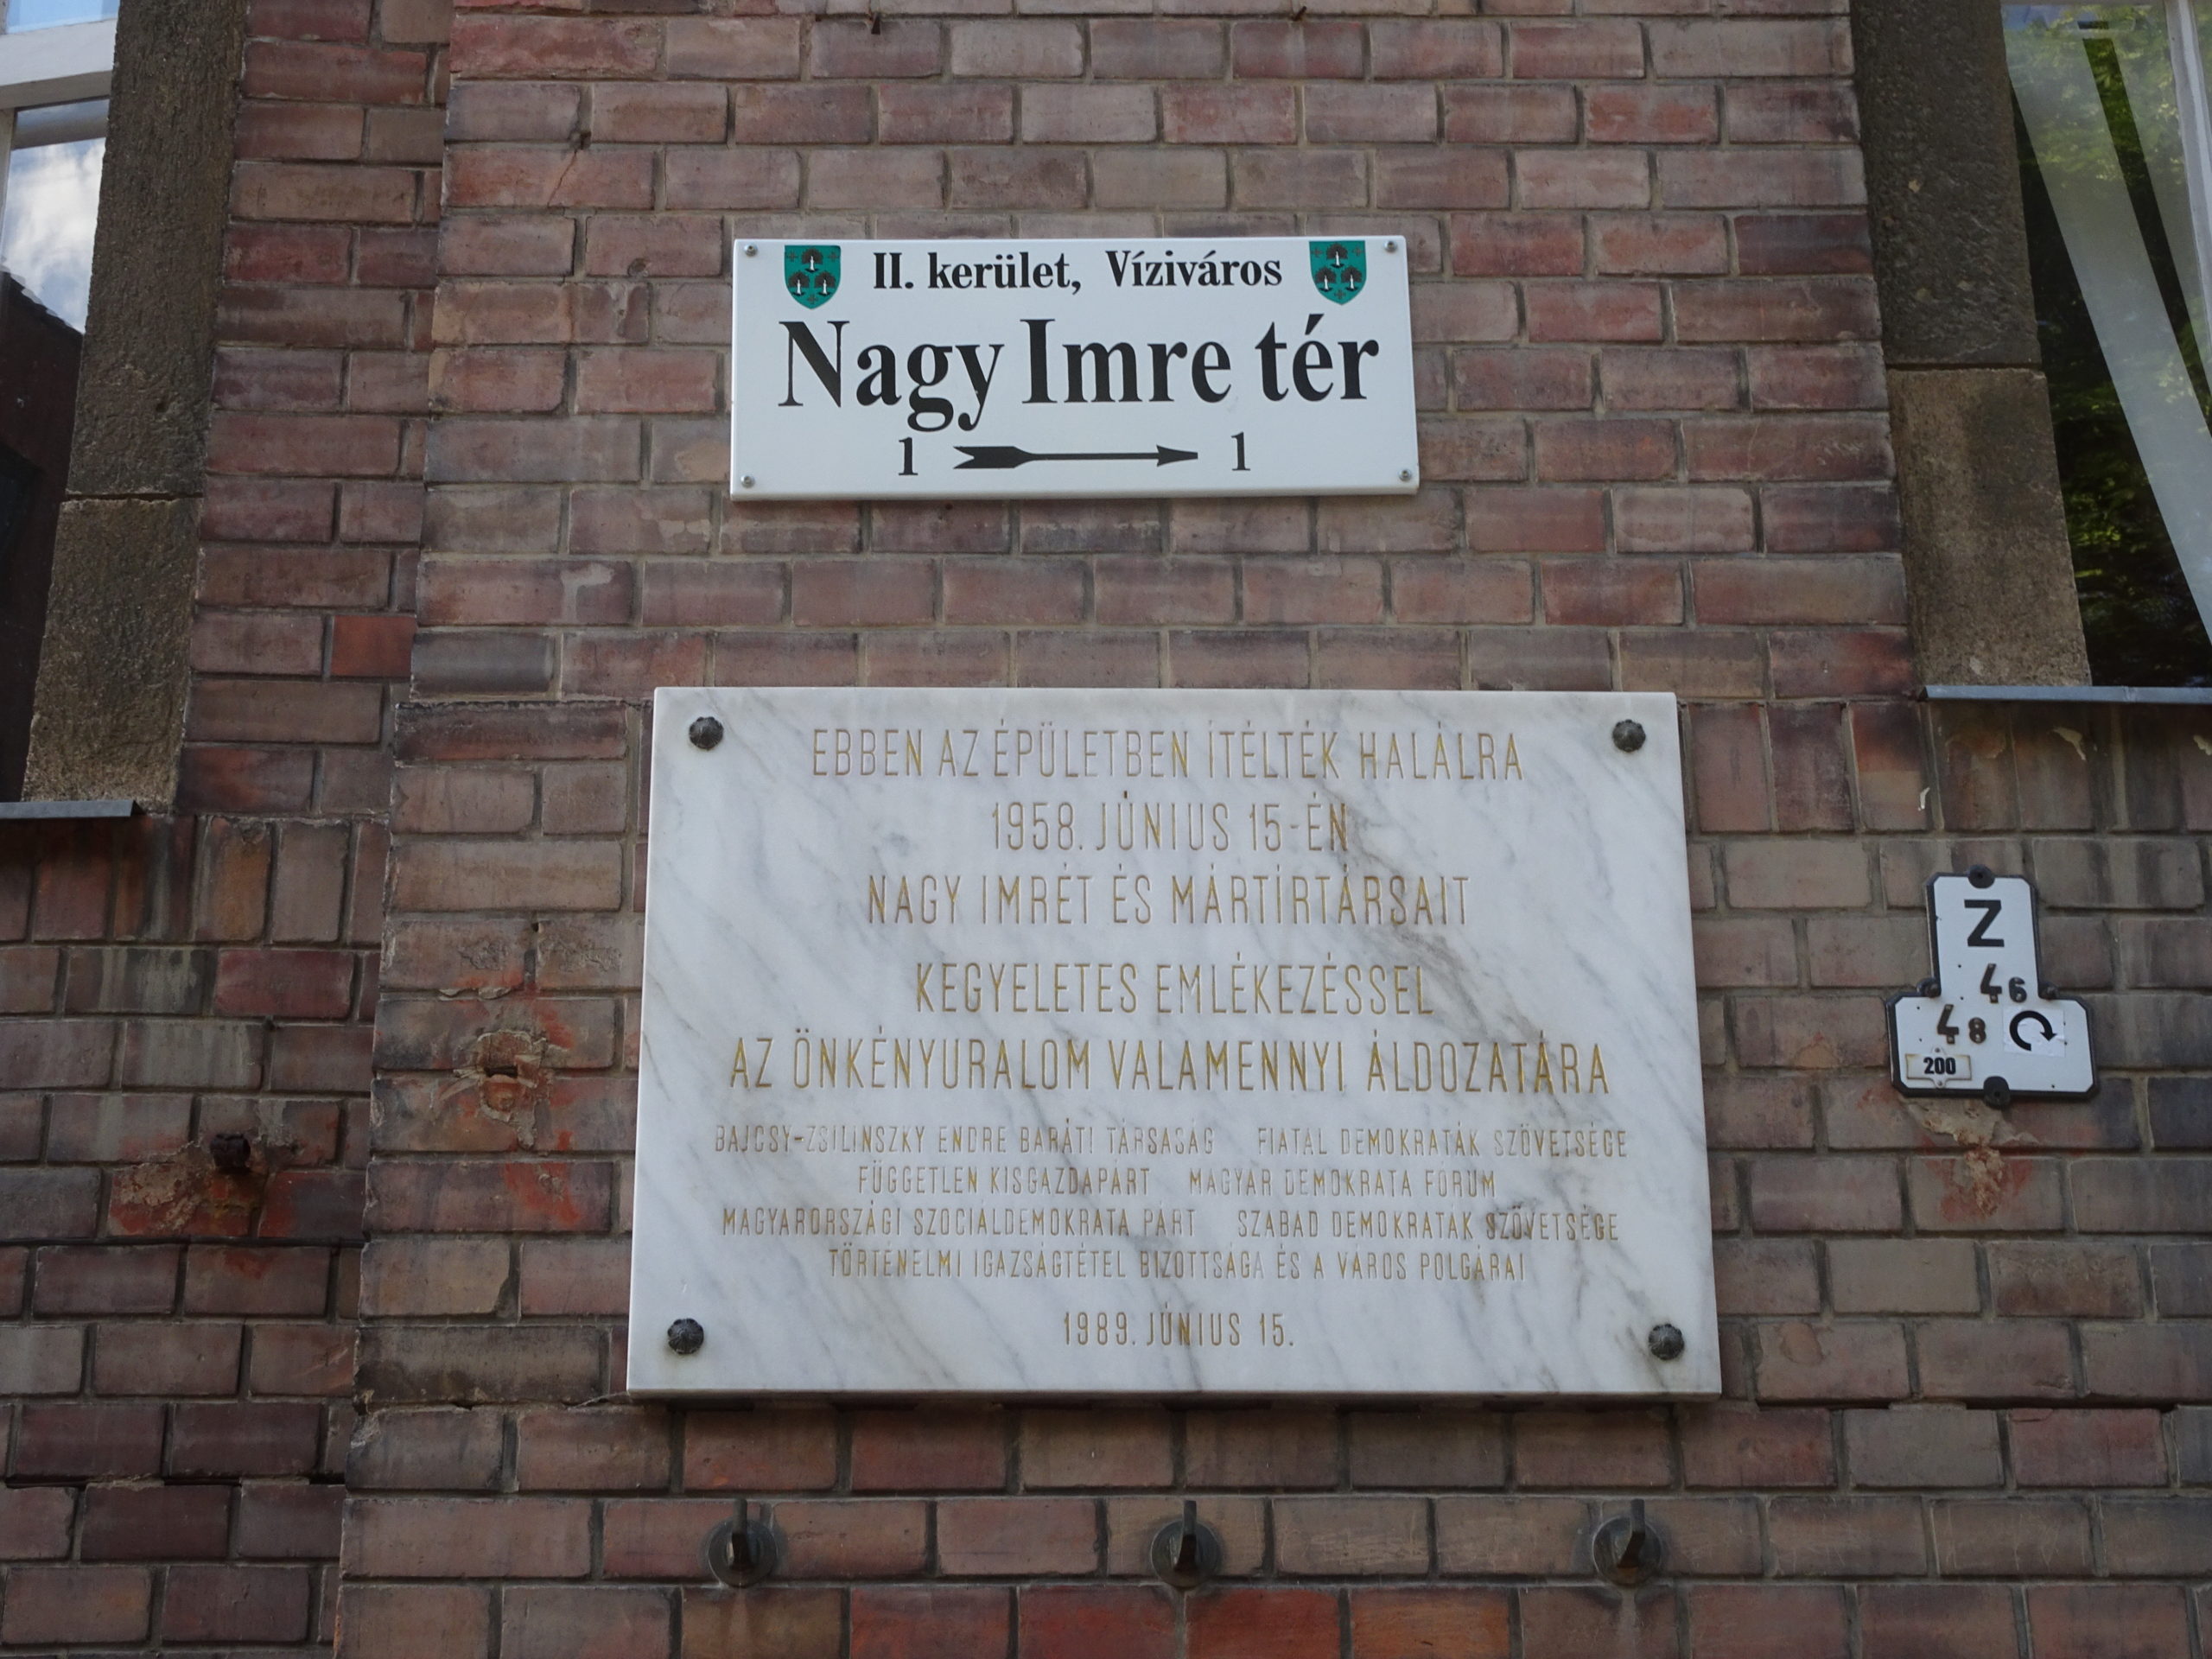 II. kerület, Víziváros
Nagy Imre tér
1 1
EBBEN AZ ÉPÜLETBEN ÍTÉLTÉK HALÁLRA
1958. JÚNIUS 15-ÉN
NAGY IMRÉT ÉS MÁRTÍRTÁRSAIT
KEGYELETES EMLÉKEZÉSSEL
AZ ÖNKÉNYURALOM VALAMENNYI ÁLDOZATÁRA
BAJCSY-ZSILINSZKY ENDRE BARÁTI TÁRSASÁG FIATAL DEMOKRATÁK SZÖVETSÉGE
FÜGGETLEN KISGAZDAPÁRT MAGYAR DEMOKRATA FÓRUM
MAGYARORSZÁGI SZOCIÁLDEMOKRATA PÁRT SZABAD DEMOKRATÁK SZÖVETSÉGE
TÖRTÉNELMI IGAZSÁGTÉTEL BIZOTTSÁGA ÉS A VÁROS POLGÁRAI
1989. JÚNIUS 15.
Z
46
48
200